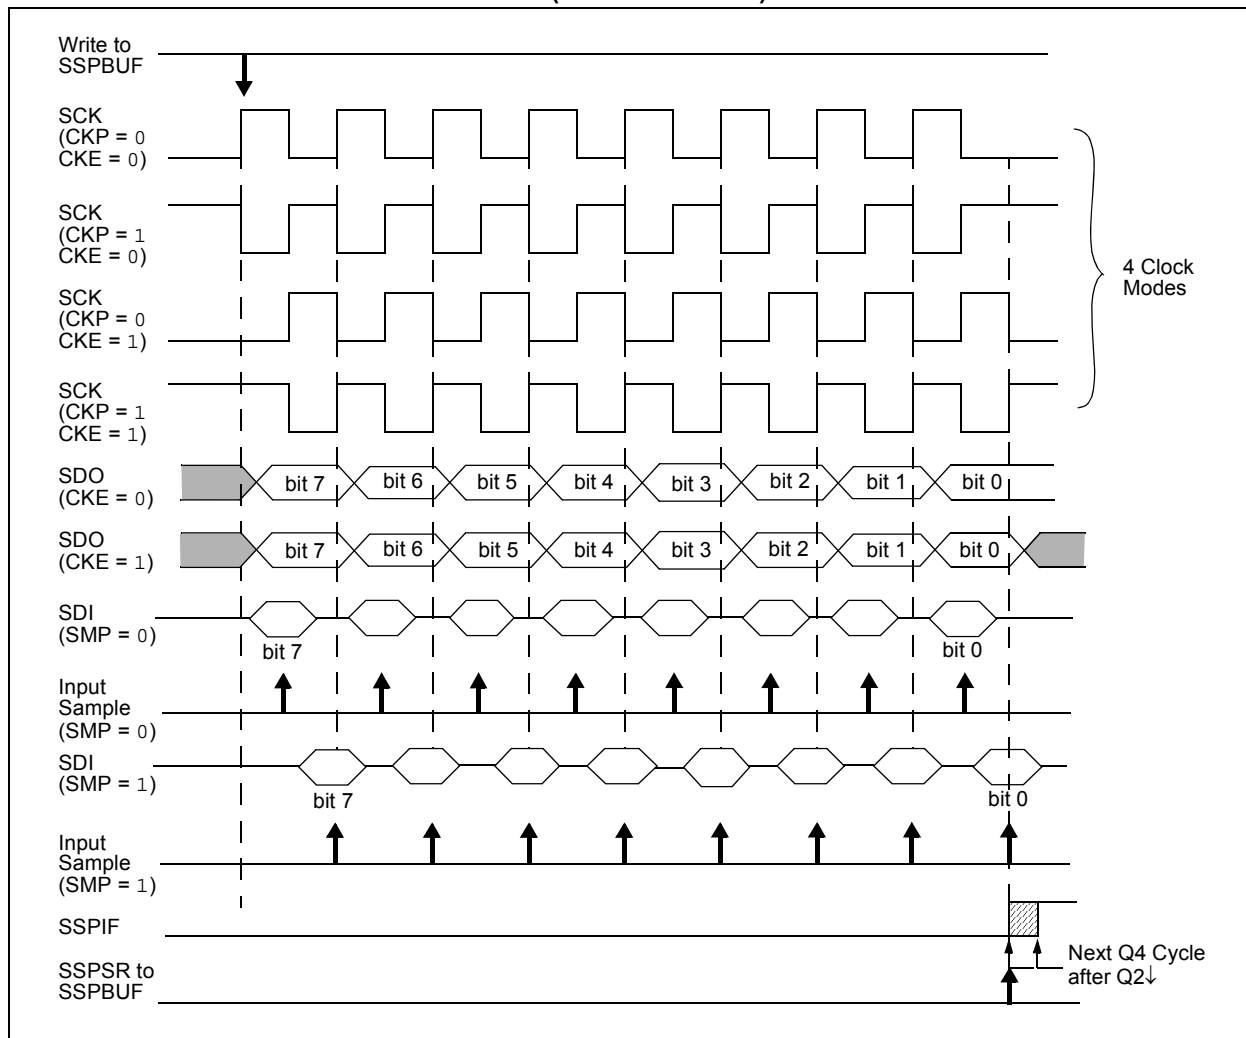 Write to
SSPBUF
SCK
(CKP = 0
CKE = 0)
SCK
(CKP = 1
CKE = 0)
SCK
(CKP = 0
CKE = 1)
SCK
(CKP = 1
CKE = 1)
4 Clock
Modes
SDO
(CKE = 0)
bit 7 bit 6 bit 5 bit 4 bit 3 bit 2 bit 1 bit 0
SDO
(CKE = 1)
bit 7 bit 6 bit 5 bit 4 bit 3 bit 2 bit 1 bit 0
SDI
(SMP = 0)
bit 7 bit 0
Input
Sample
(SMP = 0)
SDI
(SMP = 1)
bit 7 bit 0
Input
Sample
(SMP = 1)
SSPIF
Next Q4 Cycle
after Q2↓
SSPSR to
SSPBUF